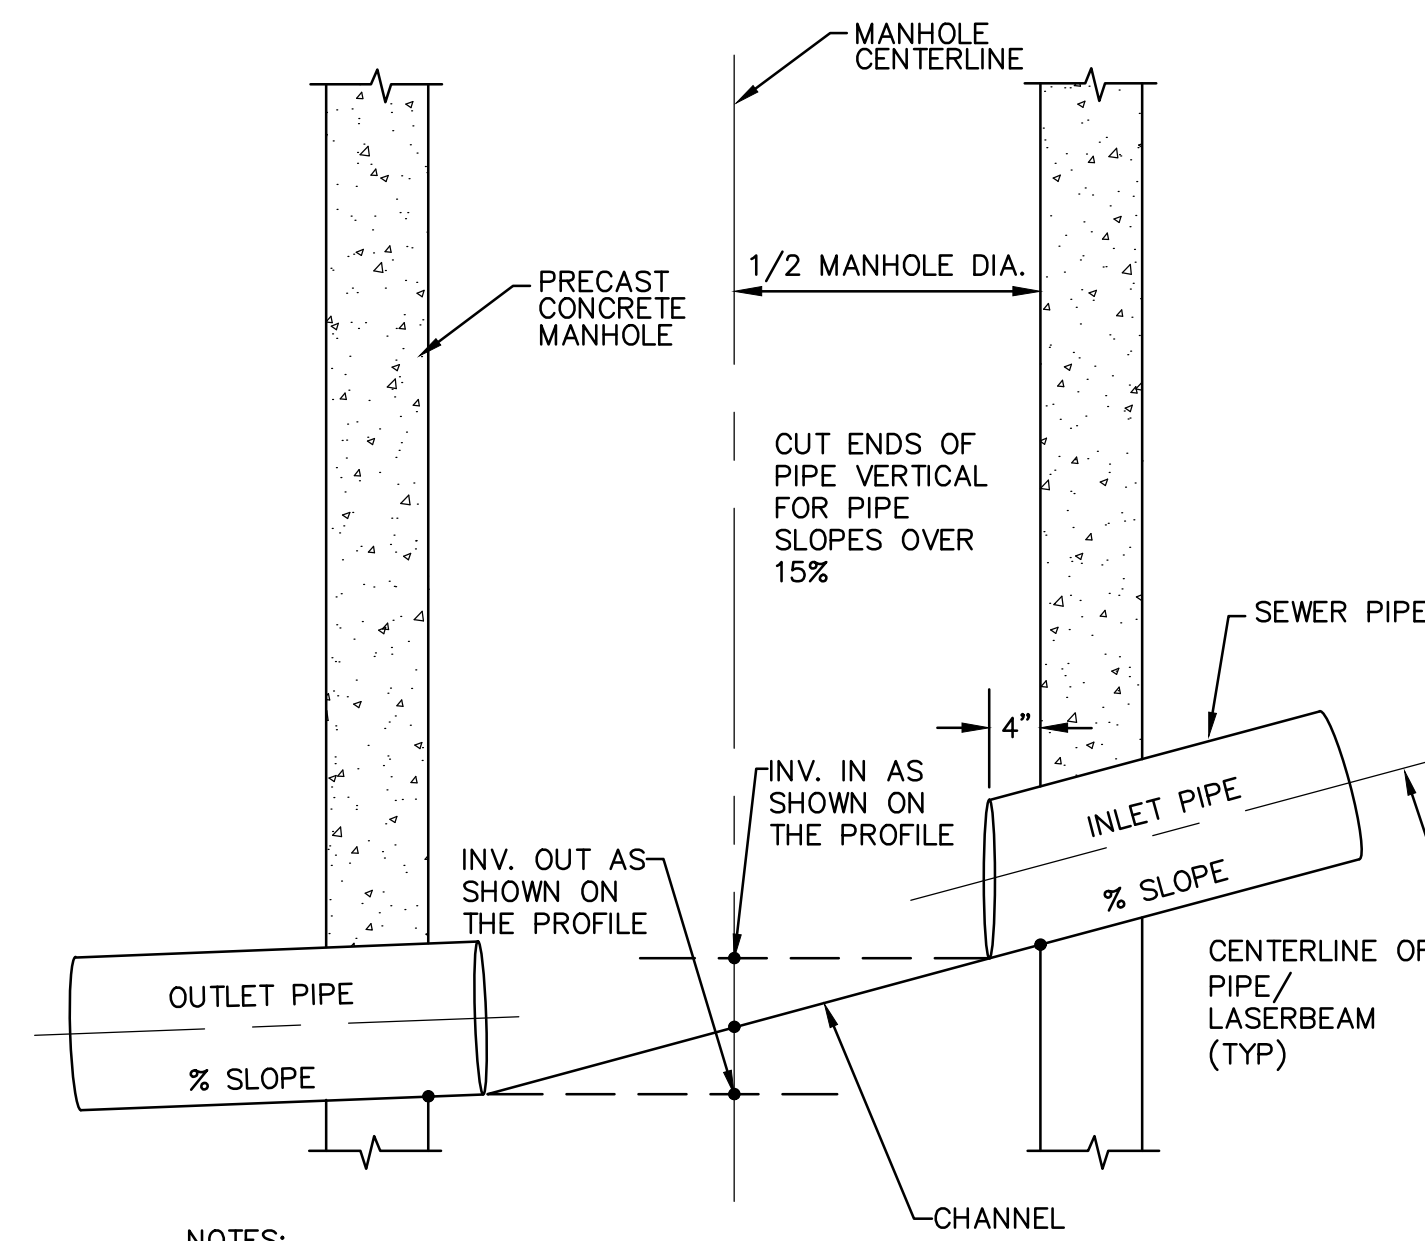 MANHOLE
CENTERLINE
1/2 MANHOLE DIA.
PRECAST
CONCRETE
MANHOLE
CUT ENDS OF
PIPE VERTICAL
FOR PIPE
SLOPES OVER
15%
SEWER PIPE
4"
INV. IN AS
SHOWN ON
THE PROFILE
INLET PIPE
% SLOPE
INV. OUT AS
SHOWN ON
THE PROFILE
OUTLET PIPE
% SLOPE
CENTERLINE OF
PIPE/
LASERBEAM
(TYP)
CHANNEL
NOTES: